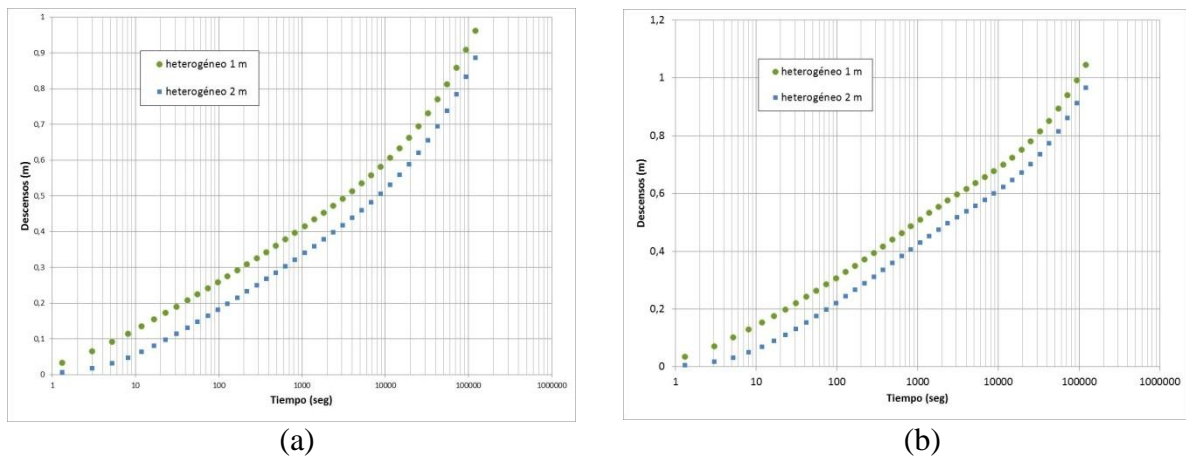 1
0,9
0,8
0,7
0,6
0,5
0,4
0,3
0,2
0,1
0
Descensos (m)
heterogéneo 1 m
heterogéneo 2 m
1 10 100 1000 10000 100000 1000000
Tiempo (seg)
(a)
1,2
1
0,8
0,6
0,4
0,2
0
Descensos (m)
heterogéneo 1 m
heterogéneo 2 m
1 10 100 1000 10000 100000 1000000
Tiempo (seg)
(b)